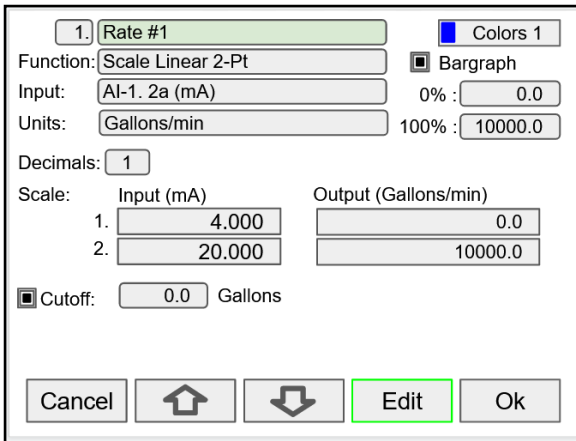 1. Rate #1 Colors 1
Function: Scale Linear 2-Pt Bargraph
Input: AI-1. 2a (mA) 0% : 0.0
Units: Gallons/min 100% : 10000.0
Decimals: 1
Scale: Input (mA) Output (Gallons/min)
1. 4.000 0.0
2. 20.000 10000.0
Cutoff: 0.0 Gallons
Cancel Edit Ok